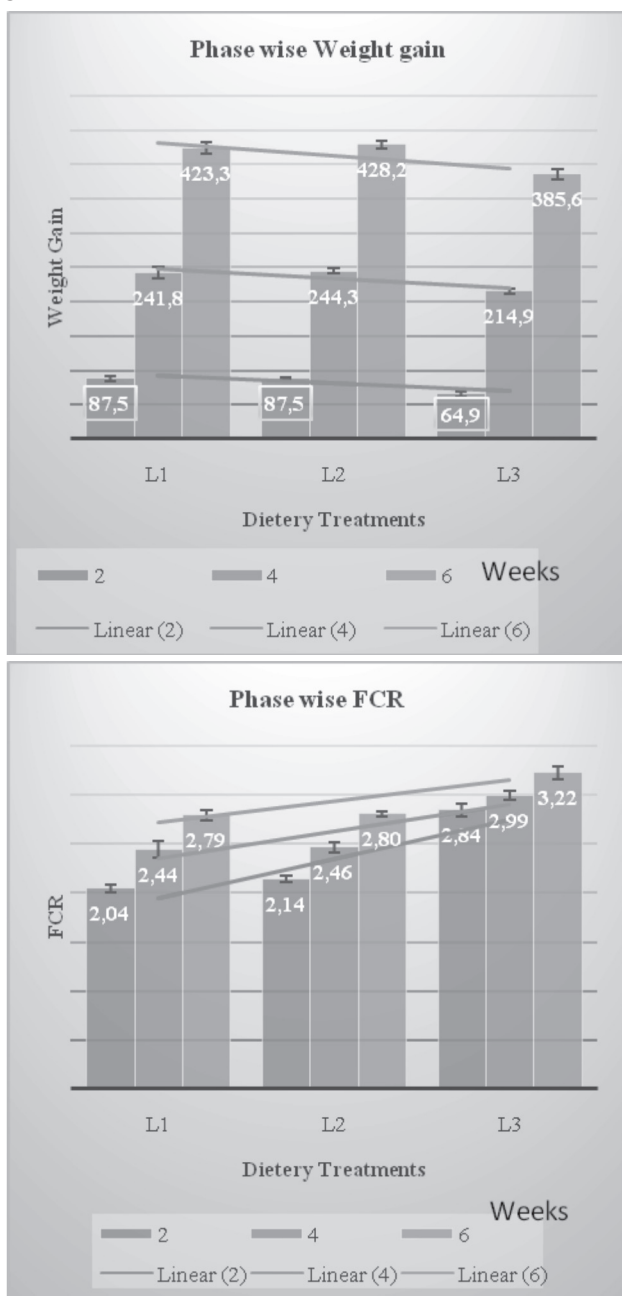 Phase wise Weight gain
Weight Gain
423,3 428,2 385,6
241,8 244,3 214,9
87,5 87,5 64,9
L1 L2 L3
Dietery Treatments
2 4 6 Weeks
Linear (2) Linear (4) Linear (6)
Phase wise FCR
FCR
2,04 2,44 2,79 2,14 2,46 2,80 2,84 2,99 3,22
L1 L2 L3
Dietery Treatments
Weeks
2 4 6
Linear (2) Linear (4) Linear (6)